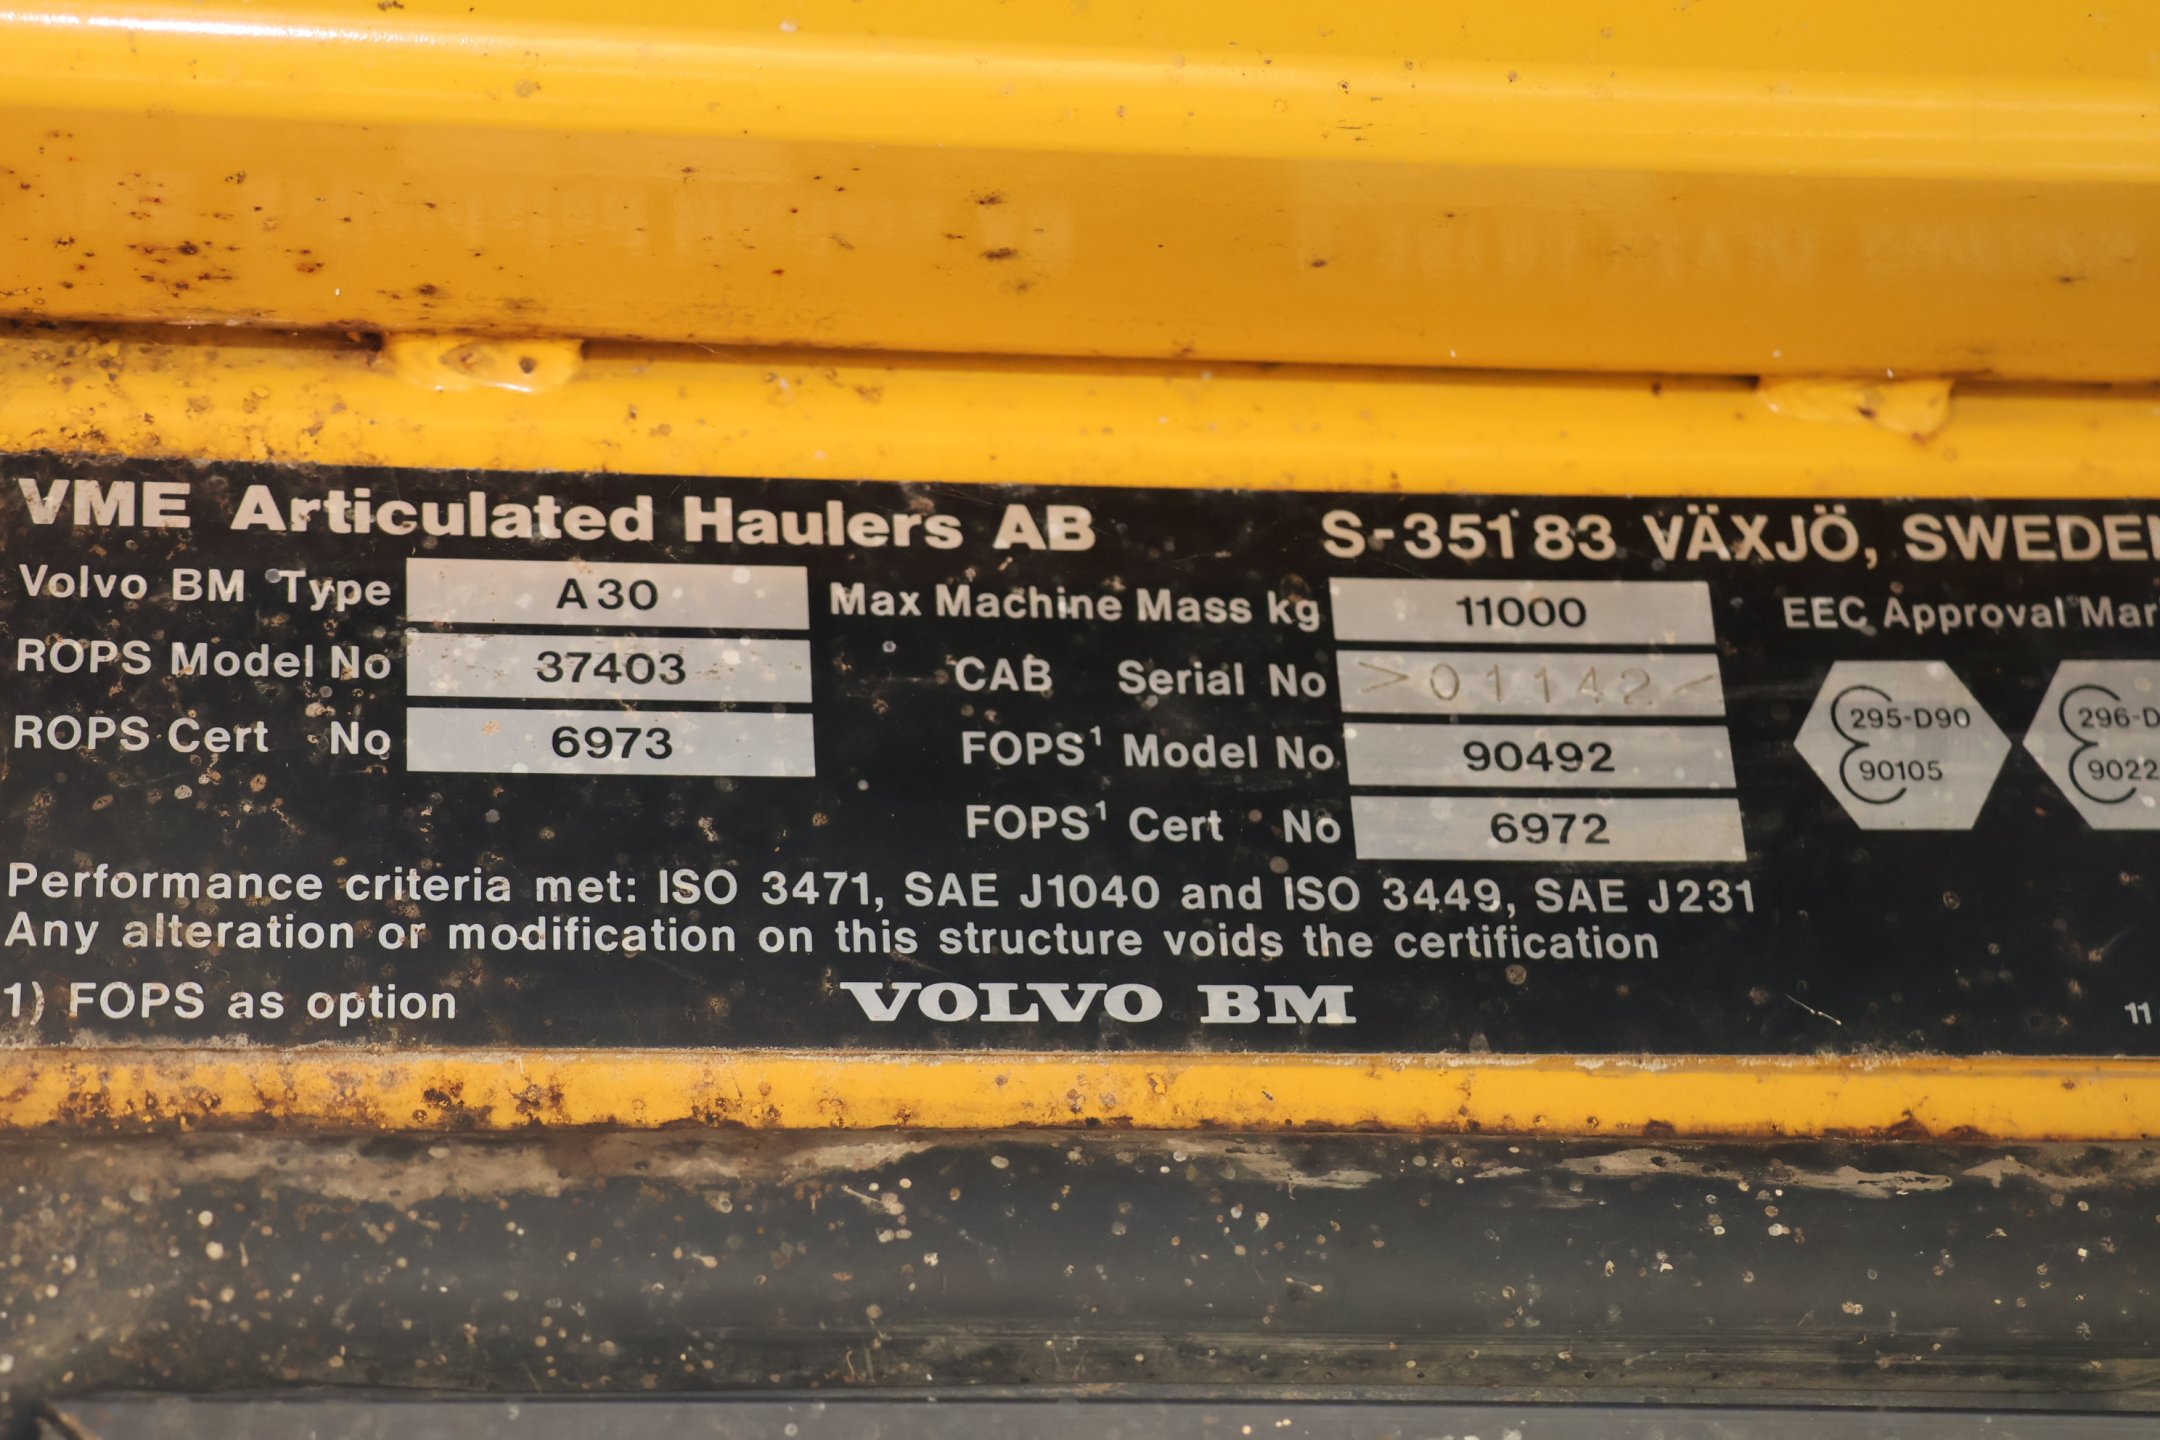 VME Articulated Haulers AB S-35183 VÄXJÖ, SWEDEN
Volvo BM Type A30 Max Machine Mass kg 11000 EEC Approval Mar
ROPS Model No 37403 CAB Serial No >01142<
ROPS Cert No 6973 FOPS¹ Model No 90492
FOPS¹ Cert No 6972
295-D90
90105
296-D
9022
Performance criteria met: ISO 3471, SAE J1040 and ISO 3449, SAE J231
Any alteration or modification on this structure voids the certification
1) FOPS as option
VOLVO BM
11